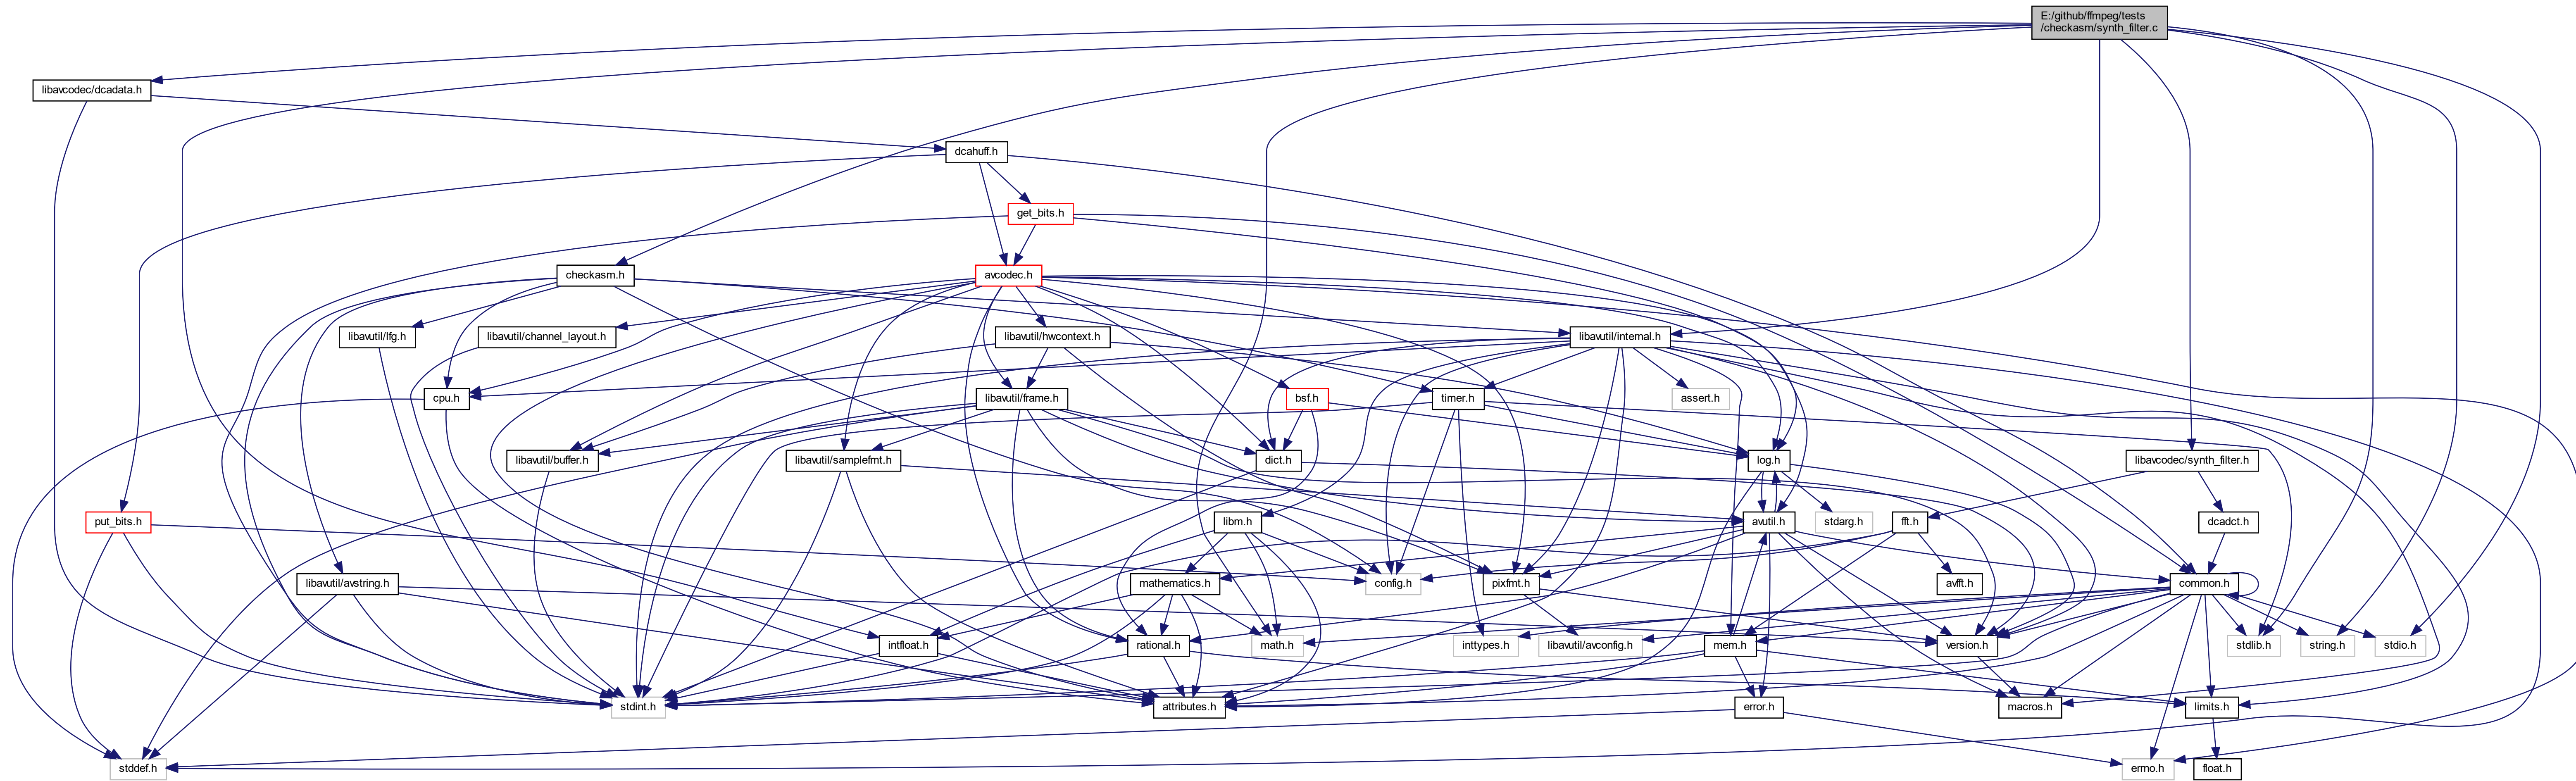 E:/github/ffmpeg/tests
/checkasm/synth_filter.c
libavcodec/dcadata.h
dcahuff.h
get_bits.h
checkasm.h
avcodec.h
libavutil/lfg.h
libavutil/channel_layout.h
libavutil/hwcontext.h
libavutil/internal.h
cpu.h
libavutil/frame.h
bsf.h
timer.h
assert.h
libavutil/buffer.h
libavutil/samplefmt.h
dict.h
log.h
libavcodec/synth_filter.h
put_bits.h
libm.h
avutil.h
stdarg.h
fft.h
dcadct.h
libavutil/avstring.h
mathematics.h
config.h
pixfmt.h
avfft.h
common.h
intfloat.h
rational.h
math.h
inttypes.h
libavutil/avconfig.h
mem.h
version.h
stdlib.h
string.h
stdio.h
stdint.h
attributes.h
error.h
macros.h
limits.h
stddef.h
errno.h
float.h